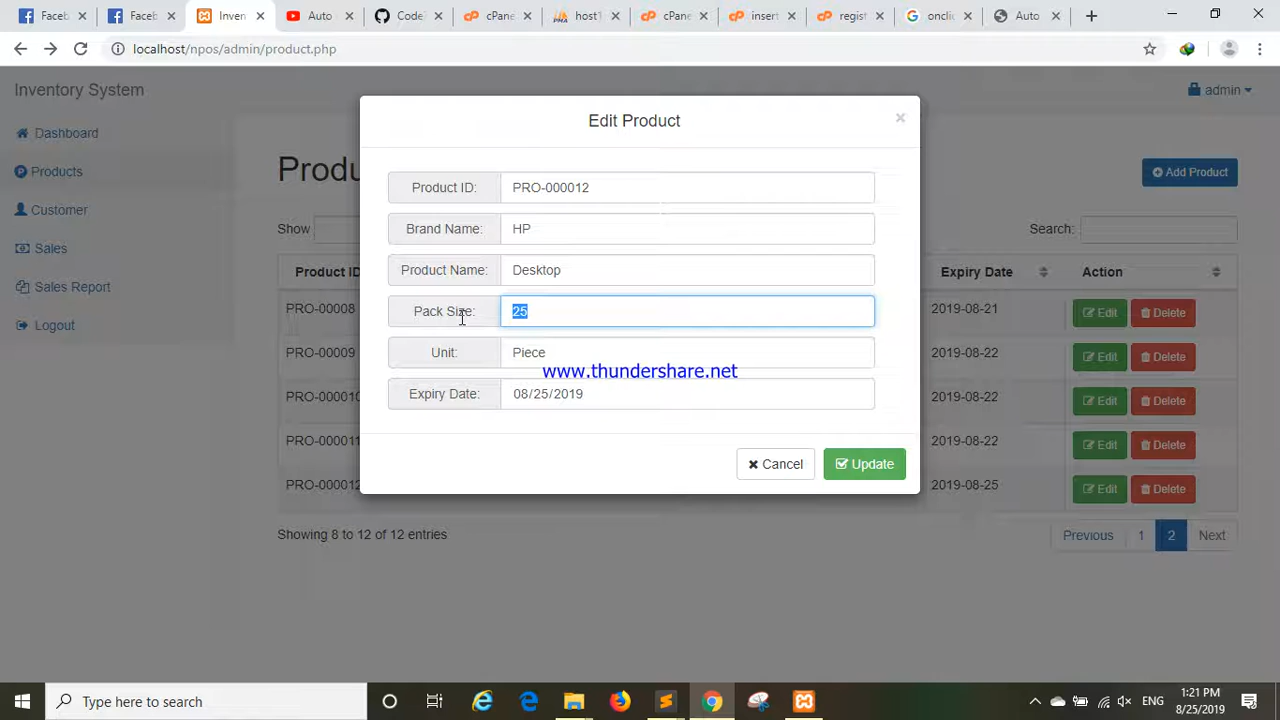 Faceb
Faceb
Inven
Auto
Code
cPane
host1
cPane
insert
regist
onclic
Auto
localhost/npos/admin/product.php
Inventory System
admin
Dashboard
Products
Customer
Sales
Sales Report
Logout
Produ
Add Product
Show
Search:
Product ID
Expiry Date
Action
PRO-00008
2019-08-21
Edit
Delete
PRO-00009
2019-08-22
Edit
Delete
PRO-000010
2019-08-22
Edit
Delete
PRO-000011
2019-08-22
Edit
Delete
PRO-000012
2019-08-25
Edit
Delete
Showing 8 to 12 of 12 entries
Previous
1
2
Next
Edit Product
×
Product ID: PRO-000012
Brand Name: HP
Product Name: Desktop
Pack Size: 25
Unit: Piece
www.thundershare.net
Expiry Date: 08/25/2019
Cancel
Update
Type here to search
ENG
1:21 PM
8/25/2019